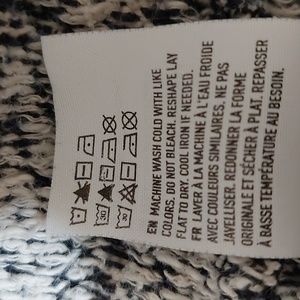 EN MACHINE WASH COLD WITH LIKE
COLORS. DO NOT BLEACH. RESHAPE LAY
FLAT TO DRY. COOL IRON IF NEEDED.
FR LAVER À LA MACHINE À L'EAU FROIDE
AVEC COULEURS SIMILAIRES, NE PAS
JAVELLISER. REDONNER LA FORME
ORIGINALE ET SÉCHER À PLAT. REPASSER
À BASSE TEMPÉRATURE AU BESOIN.